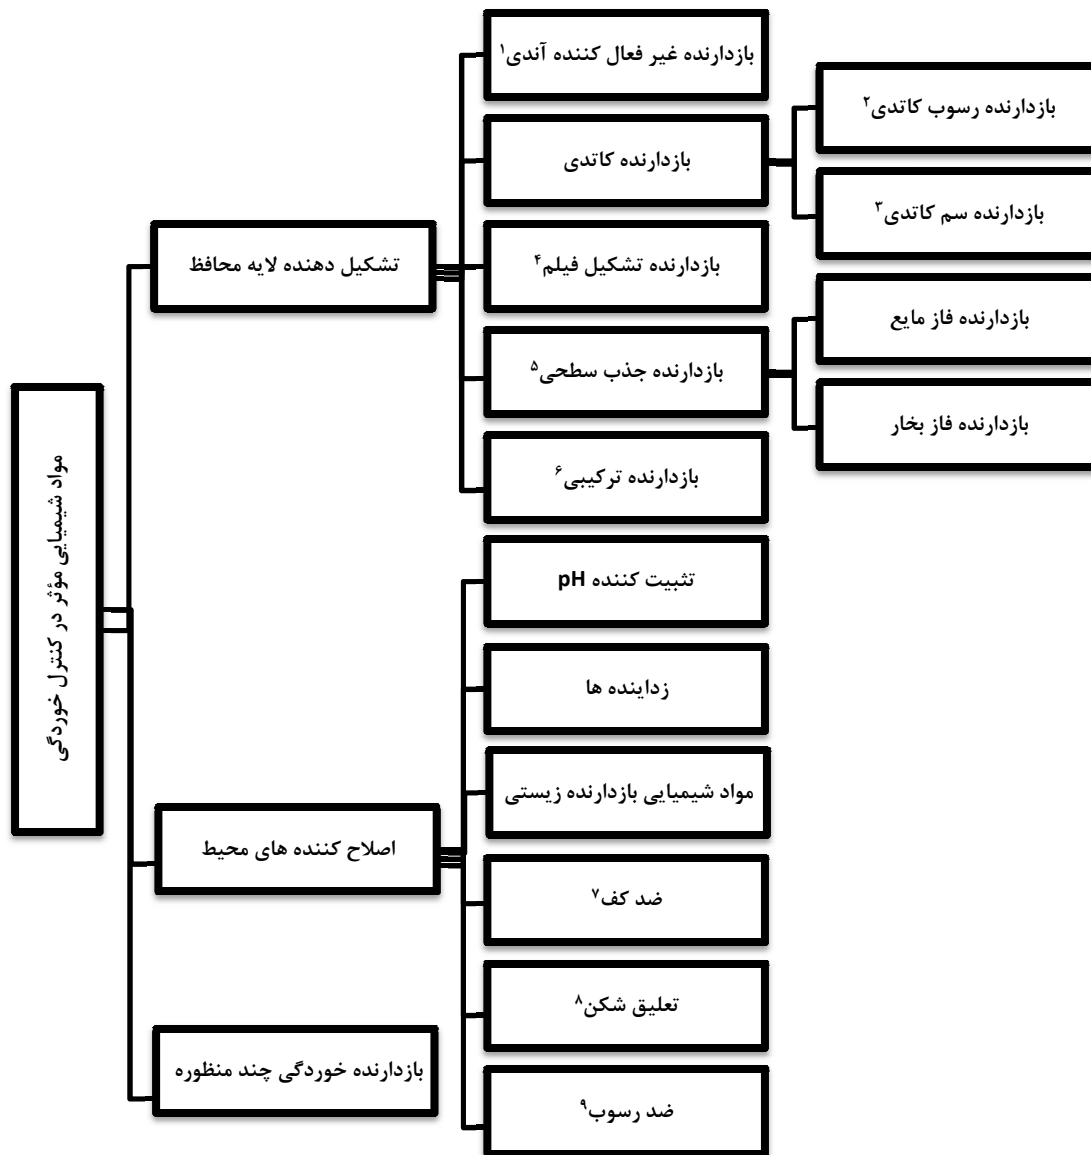 مواد شیمیایی مؤثر در کنترل خوردگی
تشکیل دهنده لایه محافظ
بازدارنده غیر فعال کننده آندی۱
بازدارنده کاتدی
بازدارنده رسوب کاتدی۲
بازدارنده سم کاتدی۳
بازدارنده تشکیل فیلم۴
بازدارنده جذب سطحی۵
بازدارنده فاز مایع
بازدارنده فاز بخار
بازدارنده ترکیبی۶
اصلاح کننده های محیط
تثبیت کننده pH
زداینده ها
مواد شیمیایی بازدارنده زیستی
ضد کف۷
تعلیق شکن۸
ضد رسوب۹
بازدارنده خوردگی چند منظوره